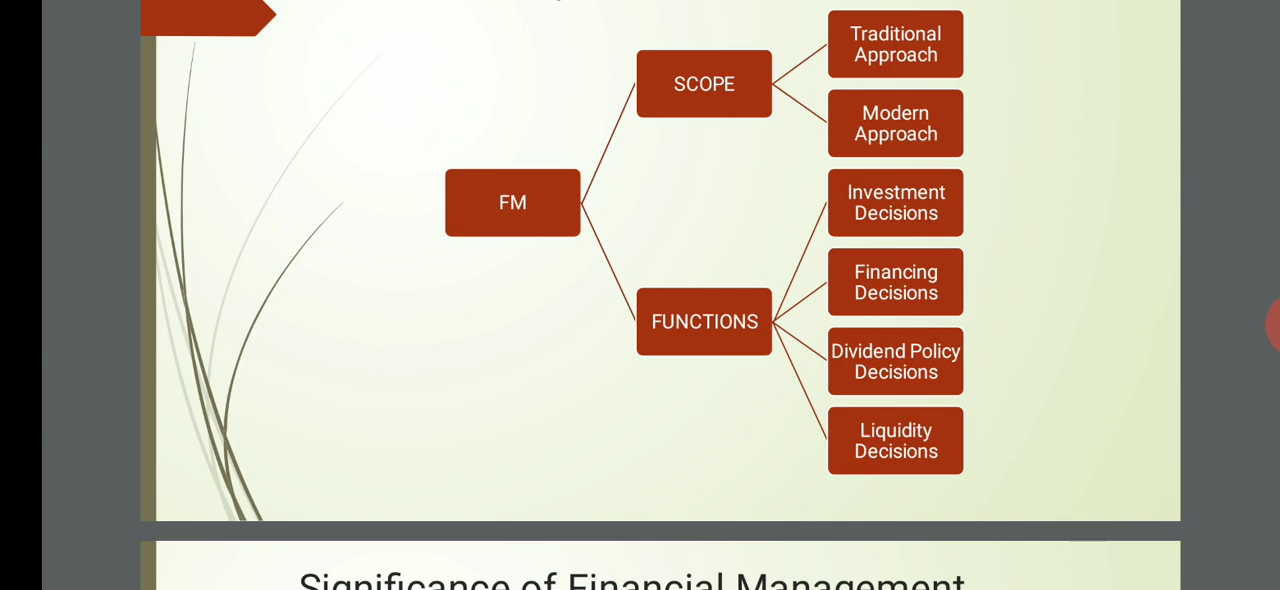 FM
SCOPE
Traditional
Approach
Modern
Approach
FUNCTIONS
Investment
Decisions
Financing
Decisions
Dividend Policy
Decisions
Liquidity
Decisions
Significance of Financial Management